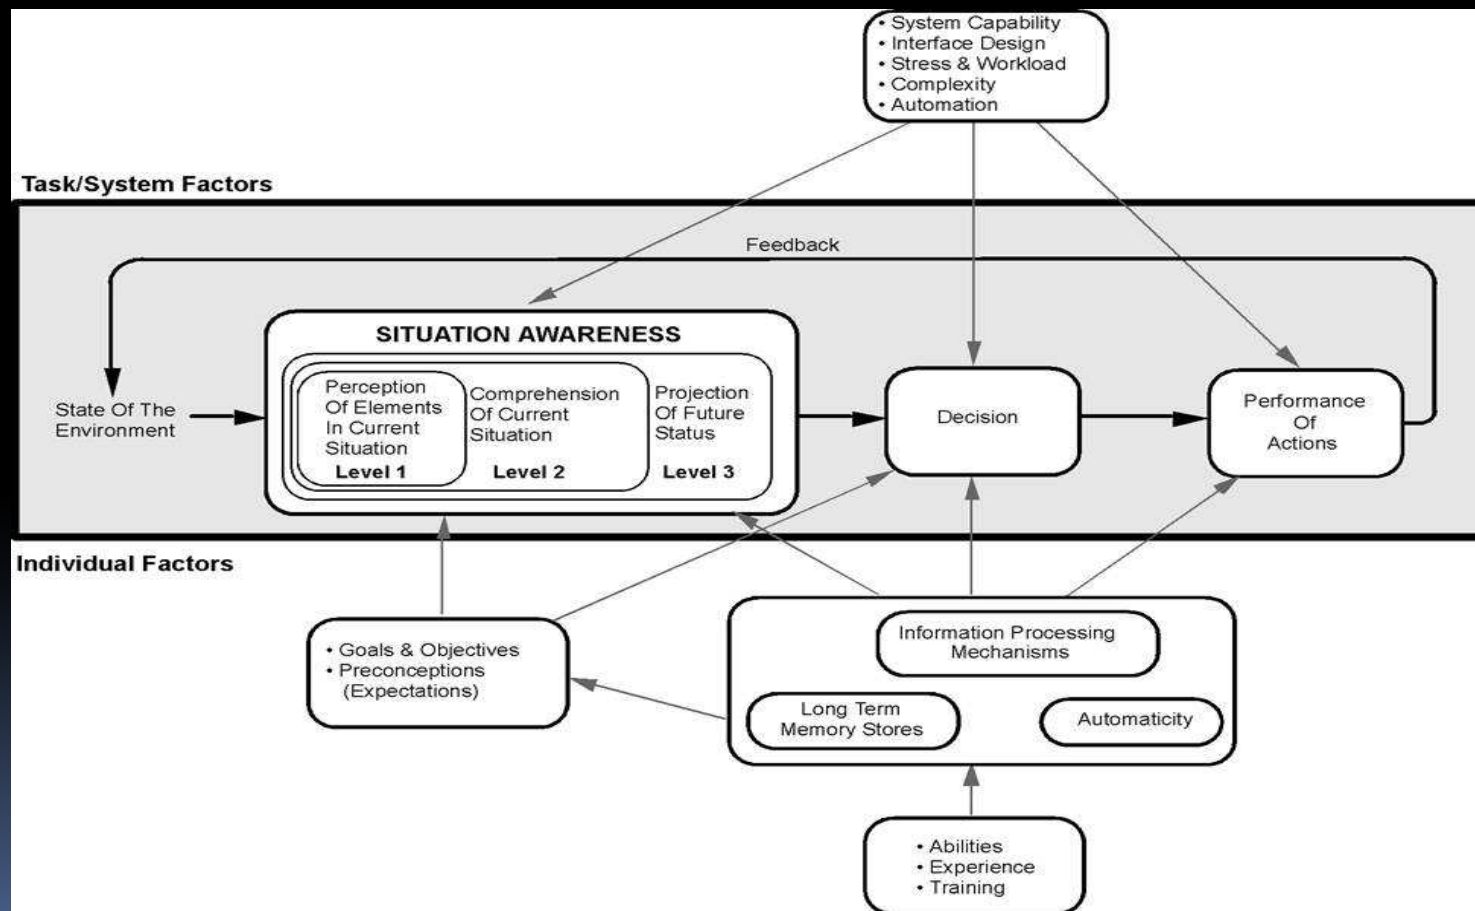 • System Capability
• Interface Design
• Stress & Workload
• Complexity
• Automation
Task/System Factors
Feedback
SITUATION AWARENESS
State Of The
Environment
Perception
Of Elements
In Current
Situation
Level 1
Comprehension
Of Current
Situation
Level 2
Projection
Of Future
Status
Level 3
Decision
Performance
Of
Actions
Individual Factors
• Goals & Objectives
• Preconceptions
(Expectations)
Information Processing
Mechanisms
Long Term
Memory Stores
Automaticity
• Abilities
• Experience
• Training